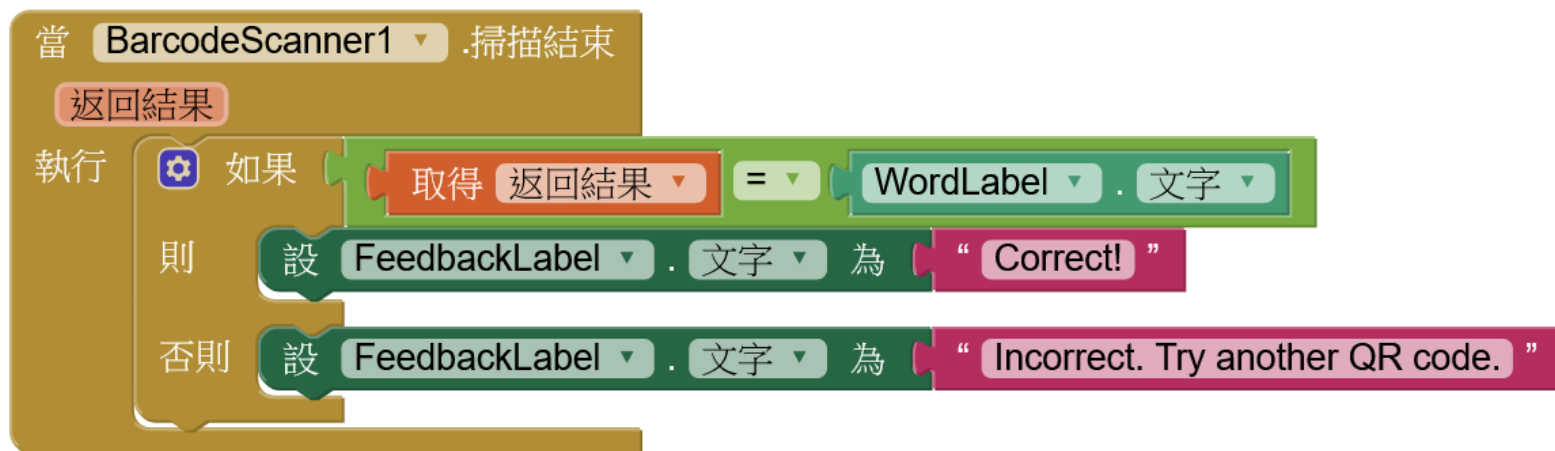 當 BarcodeScanner1 .掃描結束
返回結果
執行 如果 取得 返回結果 = WordLabel . 文字
則 設 FeedbackLabel . 文字 為 “ Correct! ”
否則 設 FeedbackLabel . 文字 為 “ Incorrect. Try another QR code. ”